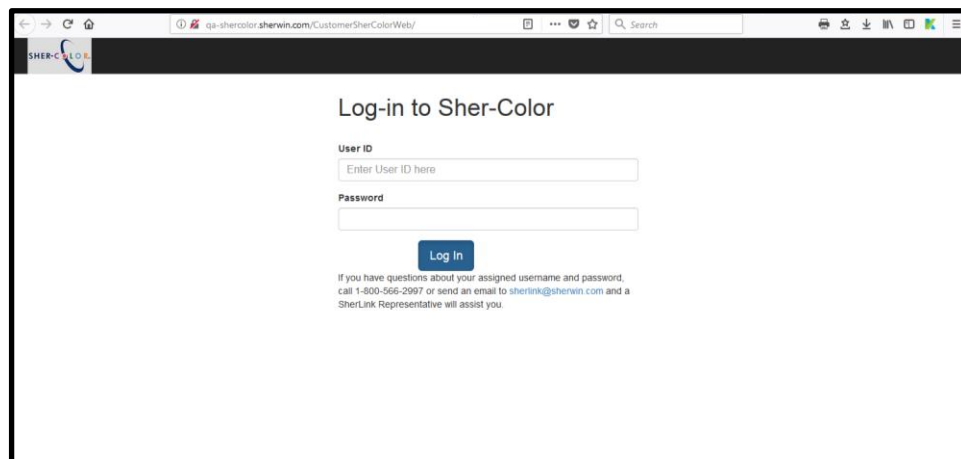 qa-shercolor.sherwin.com/CustomerSherColorWeb/
Search
SHER-COLOR
Log-in to Sher-Color
User ID
Enter User ID here
Password
Log In
If you have questions about your assigned username and password,
call 1-800-566-2997 or send an email to sherlink@sherwin.com and a
SherLink Representative will assist you.